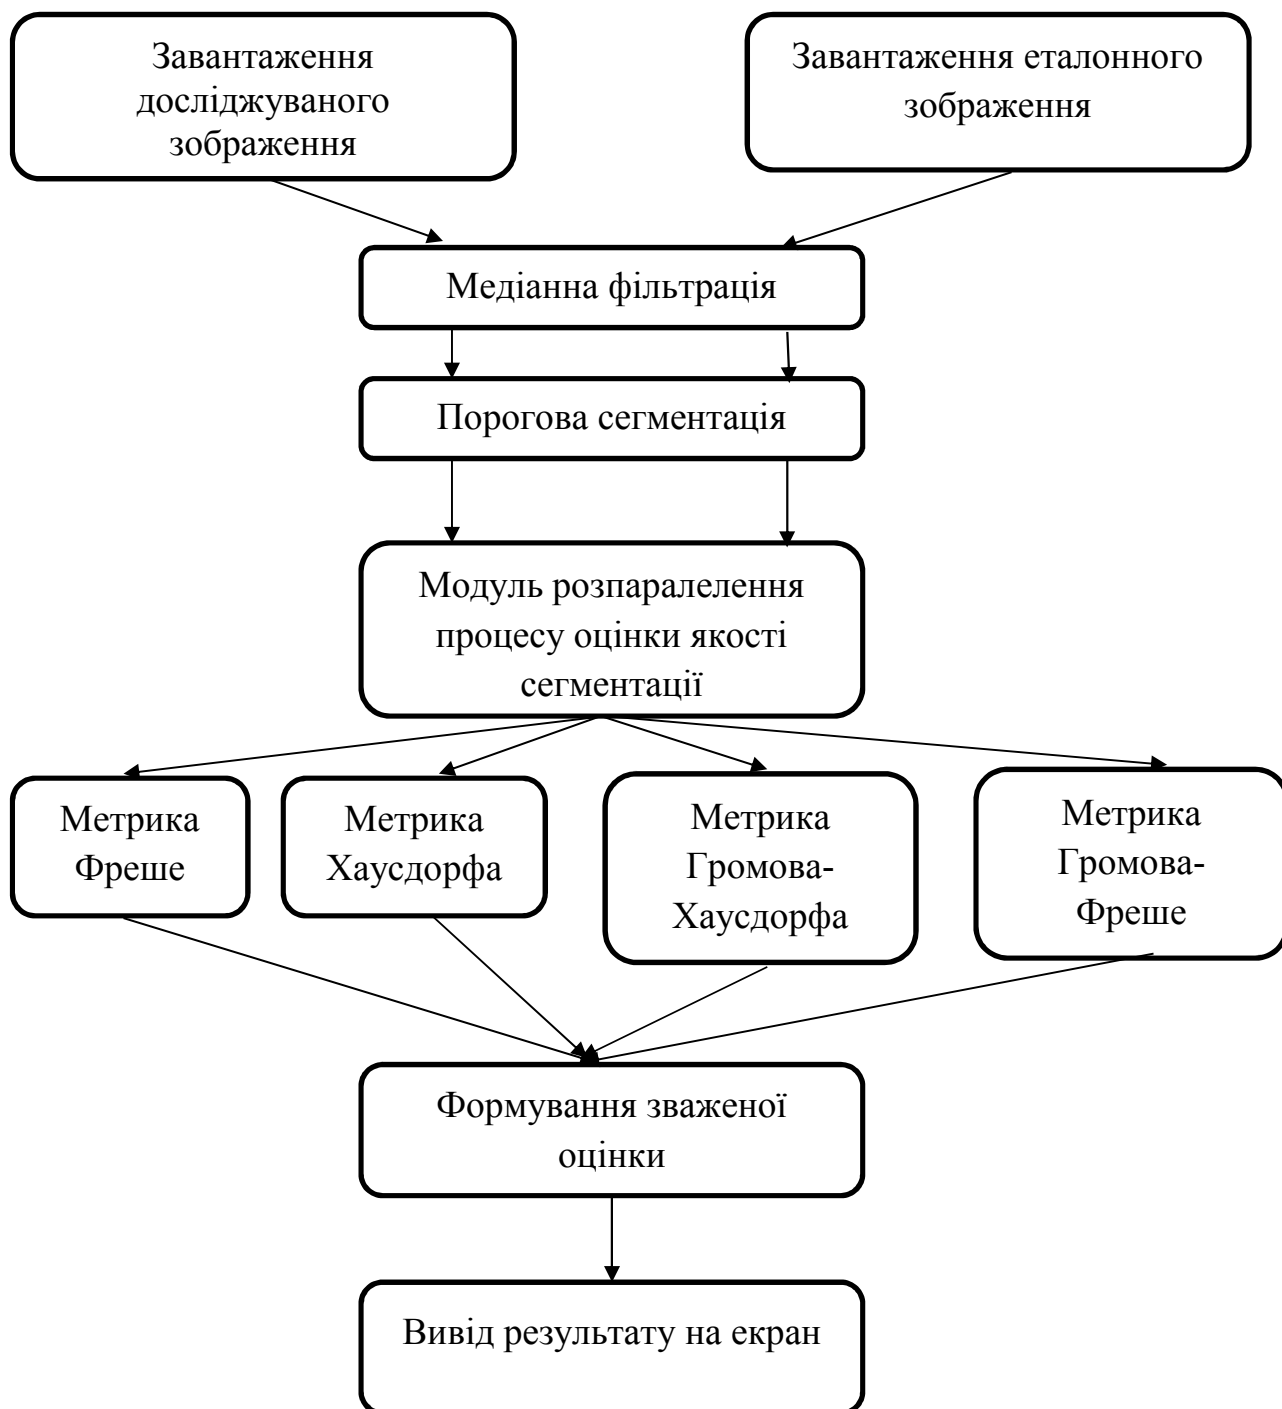 Завантаження
досліджуваного
зображення
Завантаження еталонного
зображення
Медіанна фільтрація
Порогова сегментація
Модуль розпаралелення
процесу оцінки якості
сегментації
Метрика
Фреше
Метрика
Хаусдорфа
Метрика
Громова-
Хаусдорфа
Метрика
Громова-
Фреше
Формування зваженої
оцінки
Вивід результату на екран